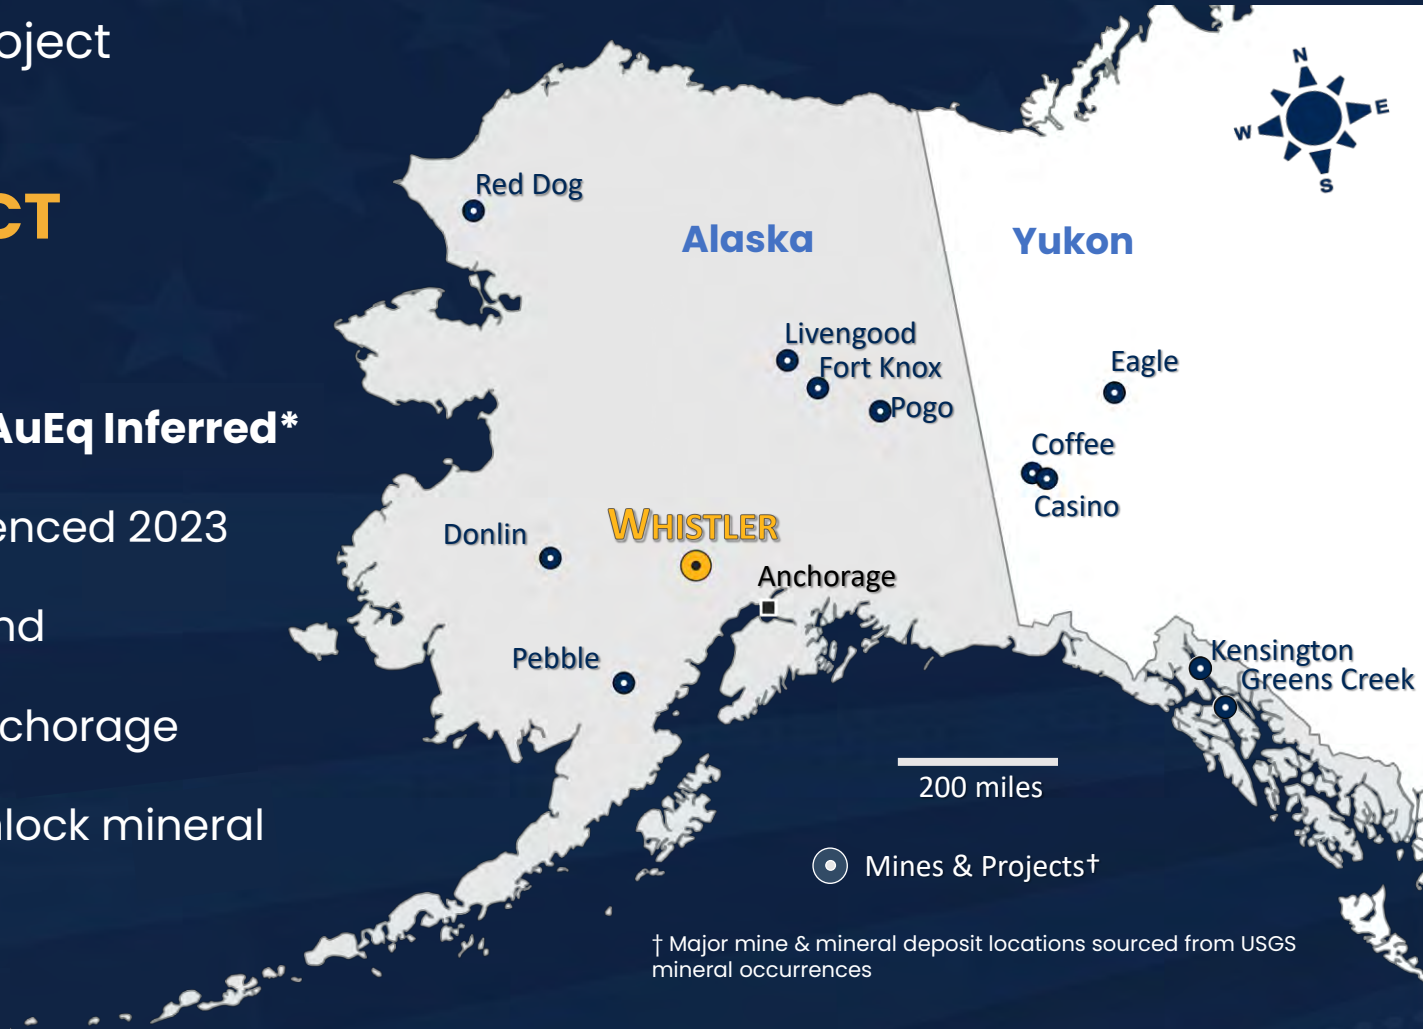 oject
CT
AuEq Inferred*
enced 2023
nd
chorage
nlock mineral
N
E
W
S
Red Dog
Alaska
Yukon
Livengood
Fort Knox
Pogo
Eagle
Coffee
Casino
Donlin
WHISTLER
Anchorage
Pebble
Kensington
Greens Creek
200 miles
Mines & Projects†
† Major mine & mineral deposit locations sourced from USGS
mineral occurrences